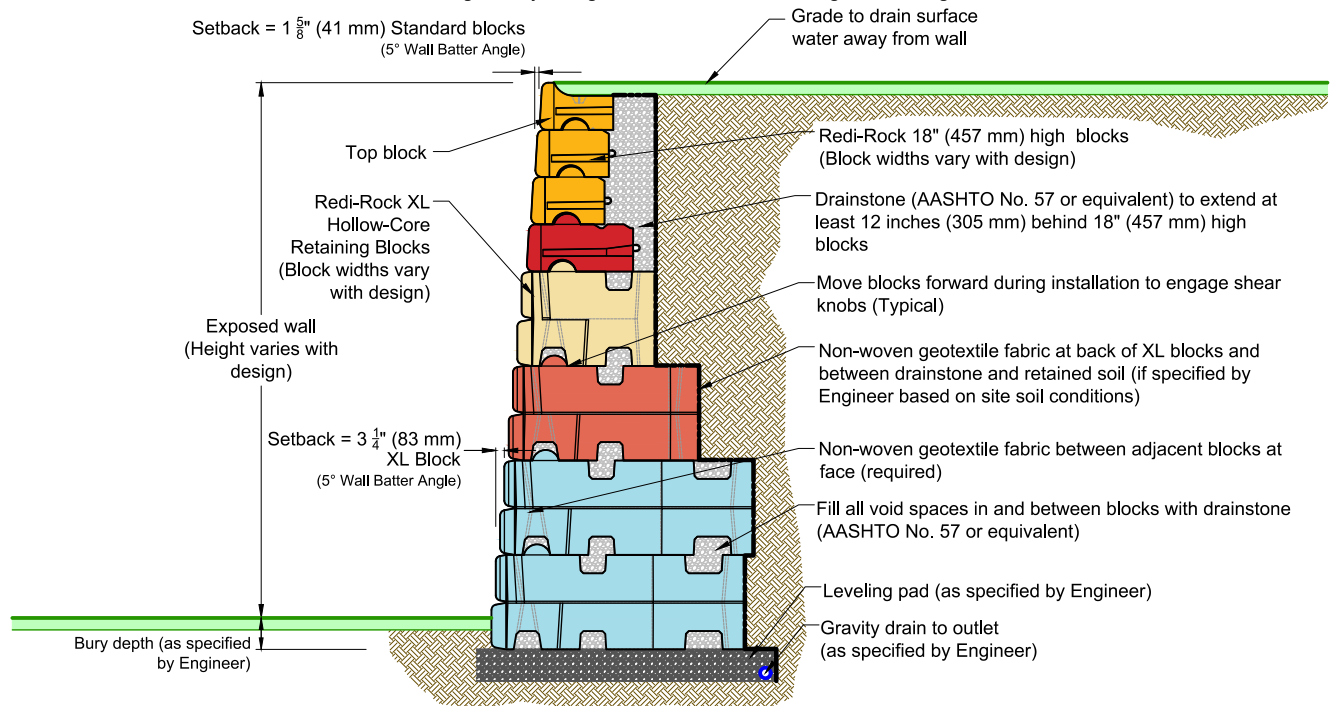 Setback = 1 5/8" (41 mm) Standard blocks
(5° Wall Batter Angle)
Grade to drain surface
water away from wall
Top block
Redi-Rock 18" (457 mm) high blocks
(Block widths vary with design)
Redi-Rock XL
Hollow-Core
Retaining Blocks
(Block widths vary
with design)
Drainstone (AASHTO No. 57 or equivalent) to extend at
least 12 inches (305 mm) behind 18" (457 mm) high
blocks
Move blocks forward during installation to engage shear
knobs (Typical)
Exposed wall
(Height varies with
design)
Non-woven geotextile fabric at back of XL blocks and
between drainstone and retained soil (if specified by
Engineer based on site soil conditions)
Setback = 3 1/4" (83 mm)
XL Block
(5° Wall Batter Angle)
Non-woven geotextile fabric between adjacent blocks at
face (required)
Fill all void spaces in and between blocks with drainstone
(AASHTO No. 57 or equivalent)
Leveling pad (as specified by Engineer)
Gravity drain to outlet
(as specified by Engineer)
Bury depth (as specified
by Engineer)